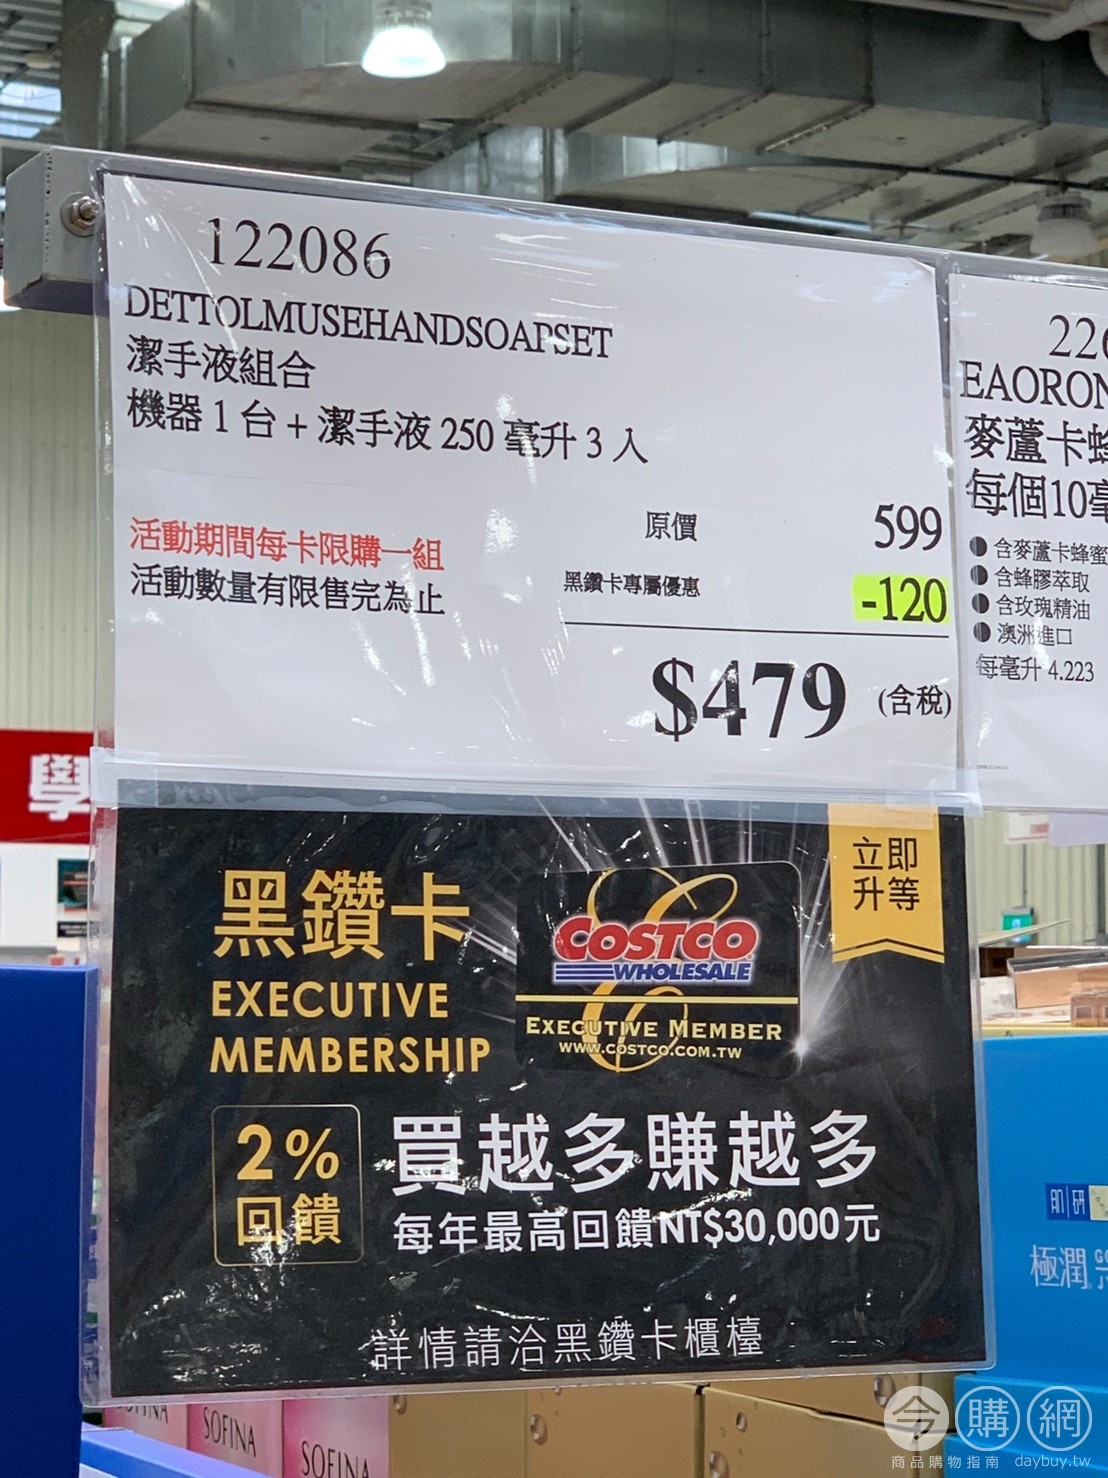 122086
DETTOLMUSEHANDSOAPSET
潔手液組合
機器 1 台 + 潔手液 250 毫升 3 入
活動期間每卡限購一組
活動數量有限售完為止
原價 599
黑鑽卡專屬優惠 -120
$479 (含稅)
226
EAORON
麥蘆卡蜂
每個10毫
含麥蘆卡蜂蜜
含蜂膠萃取
含玫瑰精油
澳洲進口
每毫升 4.223
學
立即
升等
黑鑽卡
EXECUTIVE
MEMBERSHIP
COSTCO
WHOLESALE
EXECUTIVE MEMBER
WWW.COSTCO.COM.TW
2%
回饋
買越多賺越多
每年最高回饋NT$30,000元
詳情請洽黑鑽卡櫃檯
肌研
極潤
SOFINA
SOFINA
今購網
商品購物指南 daybuy.tw